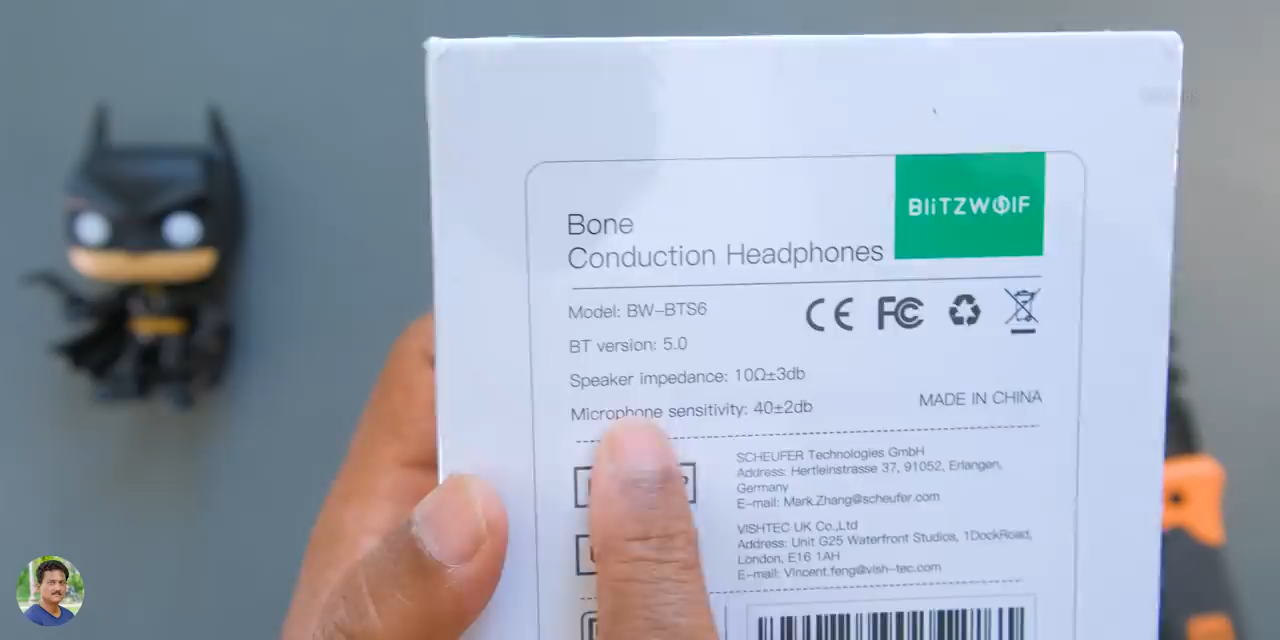 BLiTZWOLF
Bone
Conduction Headphones
Model: BW-BTS6
BT version: 5.0
Speaker impedance: 10Ω±3db
Microphone sensitivity: 40±2db
MADE IN CHINA
SCHEUFER Technologies GmbH
Address: Hertleinstrasse 37, 91052, Erlangen,
Germany
E-mail: Mark.Zhang@scheufer.com
VISHTEC UK Co.,Ltd
Address: Unit G25 Waterfront Studios, 1DockRoad,
London, E16 1AH
E-mail: Vincent.feng@vish-tec.com